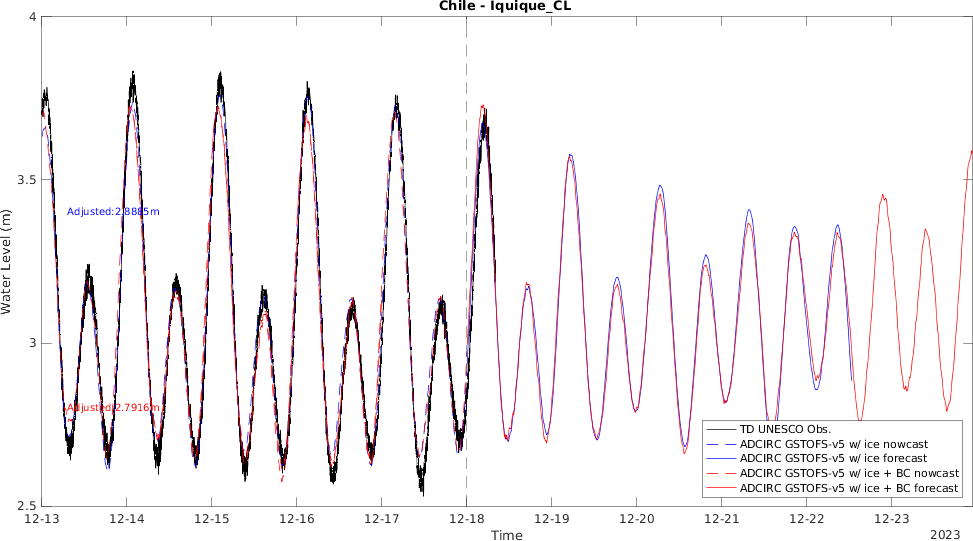 Chile - Iquique_CL
Water Level (m)
4
3.5
3
2.5
Adjusted:2.8885m
Adjusted:2.7916m
TD UNESCO Obs.
ADCIRC GSTOFS-v5 w/ ice nowcast
ADCIRC GSTOFS-v5 w/ ice forecast
ADCIRC GSTOFS-v5 w/ ice + BC nowcast
ADCIRC GSTOFS-v5 w/ ice + BC forecast
12-13 12-14 12-15 12-16 12-17 12-18 12-19 12-20 12-21 12-22 12-23
Time
2023